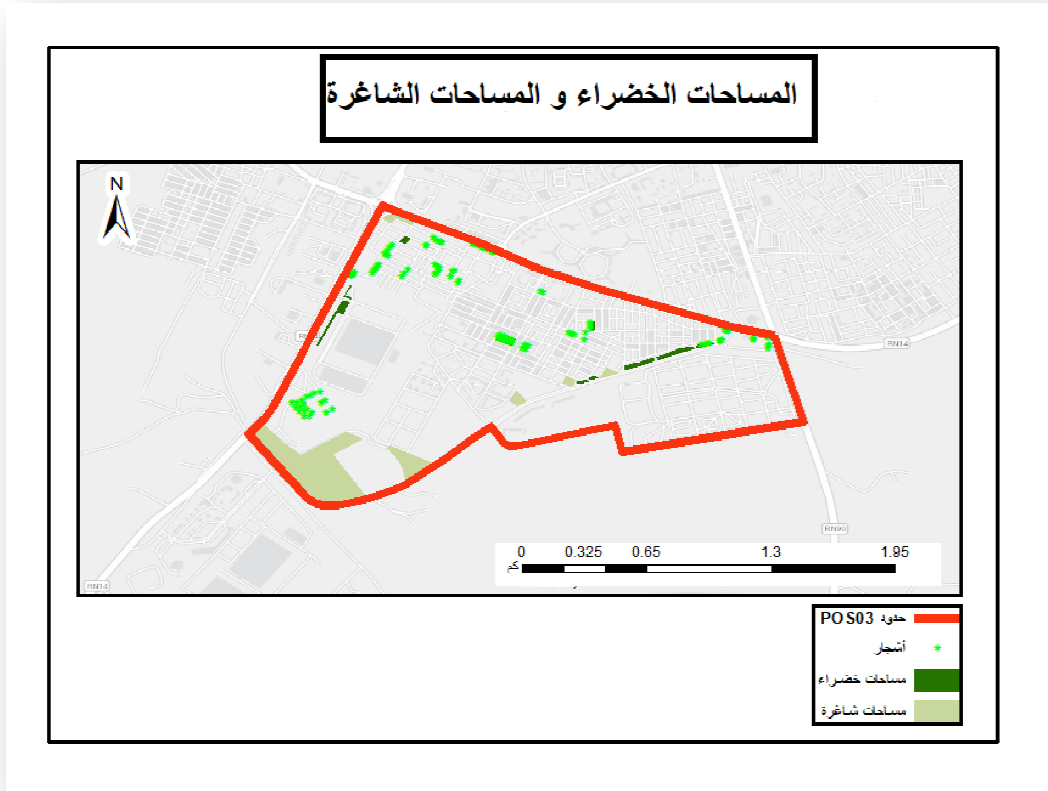 المساحات الخضراء و المساحات الشاغرة
N
RN14
RN90
RN14
0 0.325 0.65 1.3 1.95
كم
حدود POS03
أشجار
مساحات خضراء
مساحات شاغرة